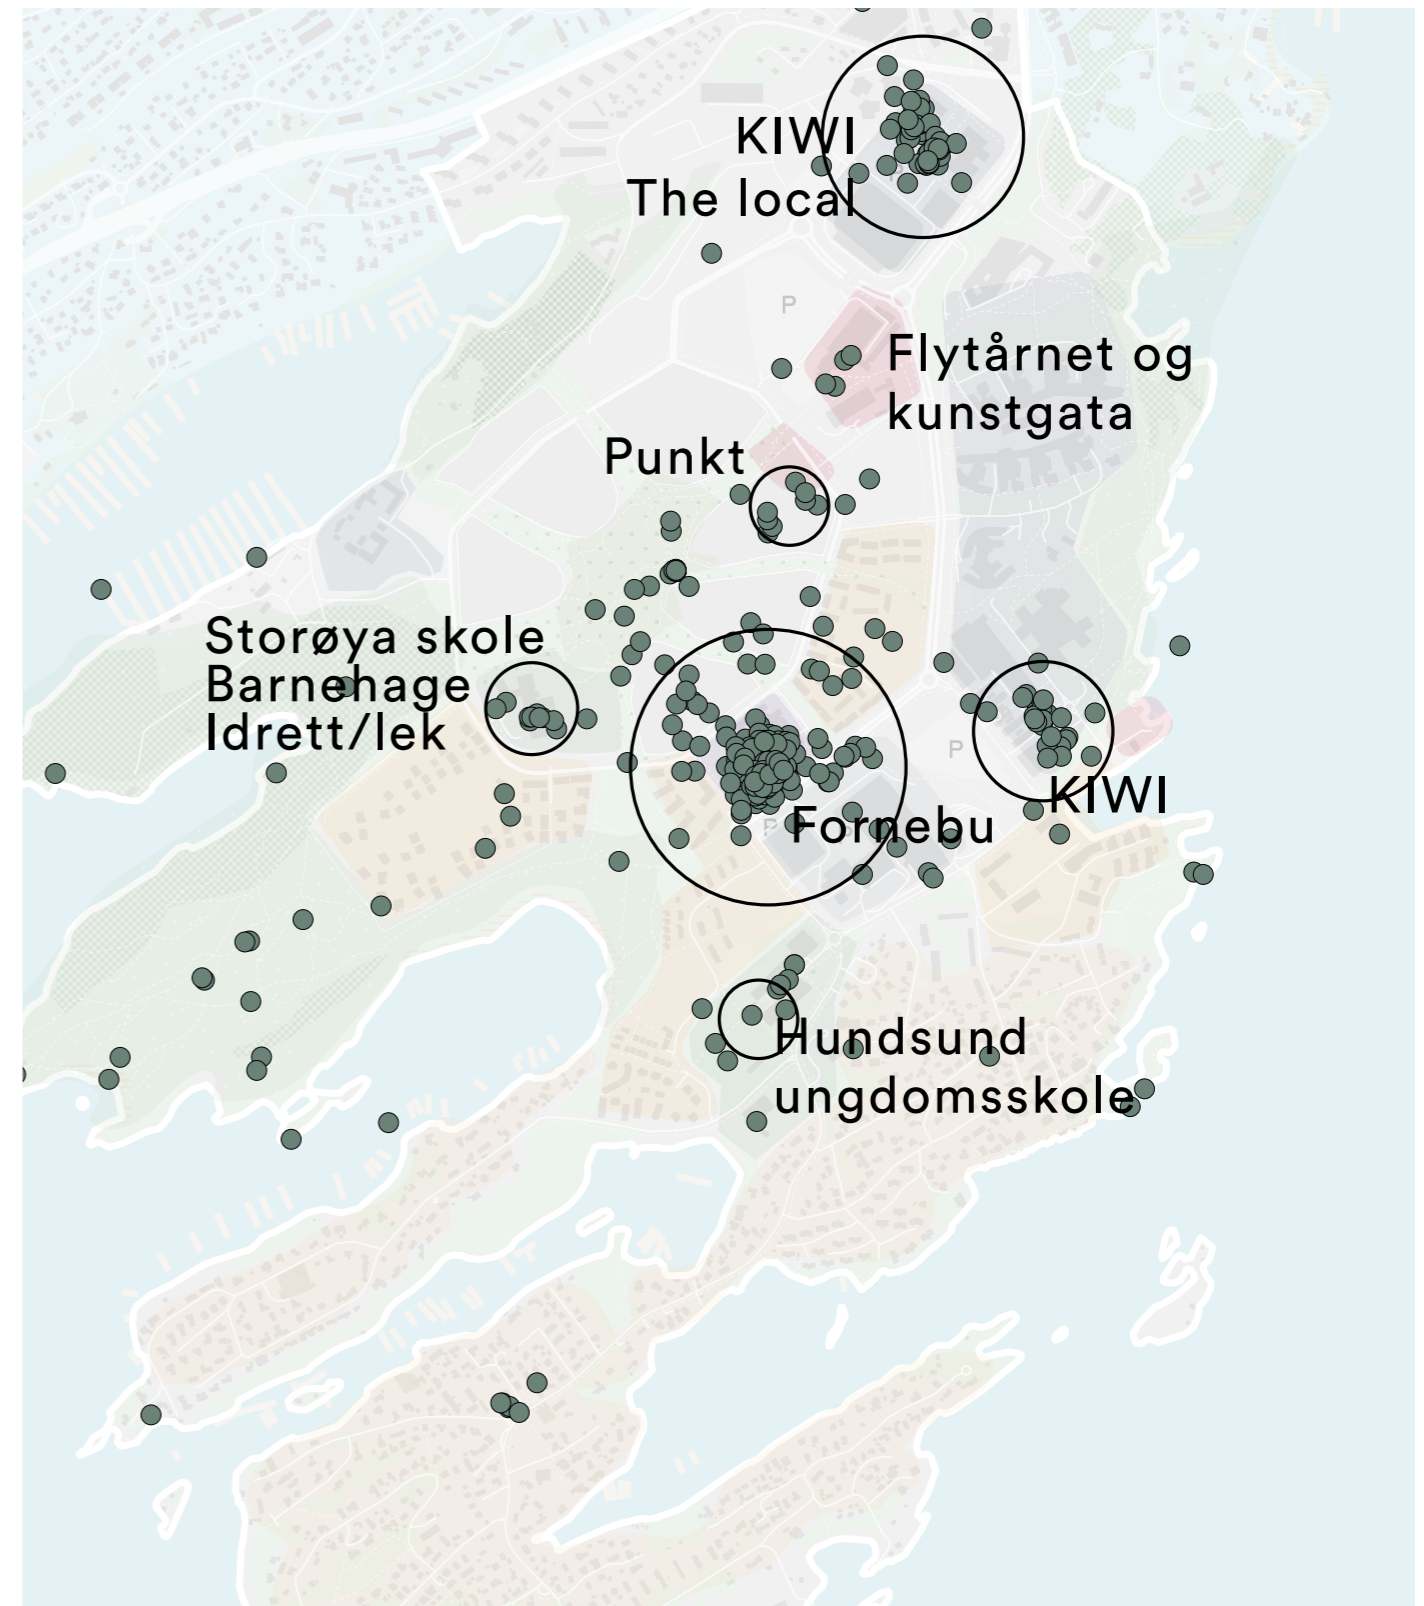 KIWI
The local
P
Flytårnet og
kunstgata
Punkt
Storøya skole
Barnehage
Idrett/lek
P
KIWI
P
Fornebu
Hundsund
ungdomsskole